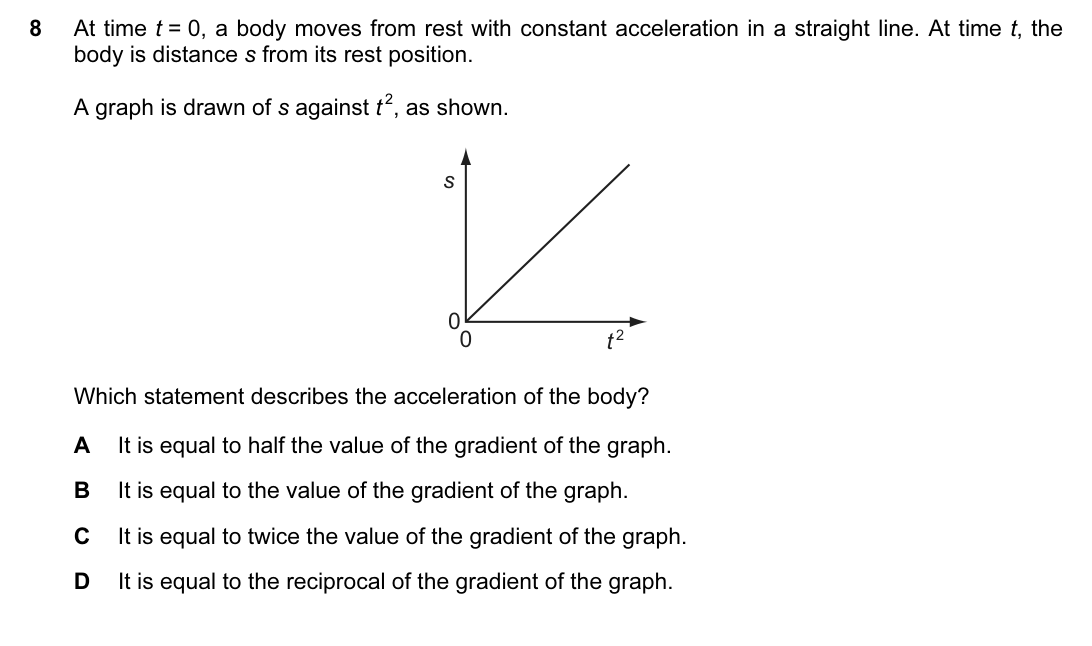 8 At time t = 0, a body moves from rest with constant acceleration in a straight line. At time t, the
body is distance s from its rest position.
A graph is drawn of s against t², as shown.
s
0
0
t²
Which statement describes the acceleration of the body?
A It is equal to half the value of the gradient of the graph.
B It is equal to the value of the gradient of the graph.
C It is equal to twice the value of the gradient of the graph.
D It is equal to the reciprocal of the gradient of the graph.